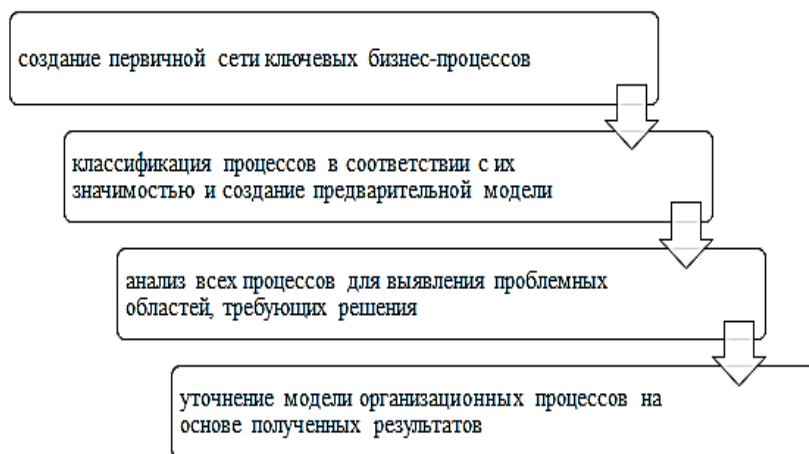 создание первичной сети ключевых бизнес-процессов
классификация процессов в соответствии с их
значимостью и создание предварительной модели
анализ всех процессов для выявления проблемных
областей, требующих решения
уточнение модели организационных процессов на
основе полученных результатов